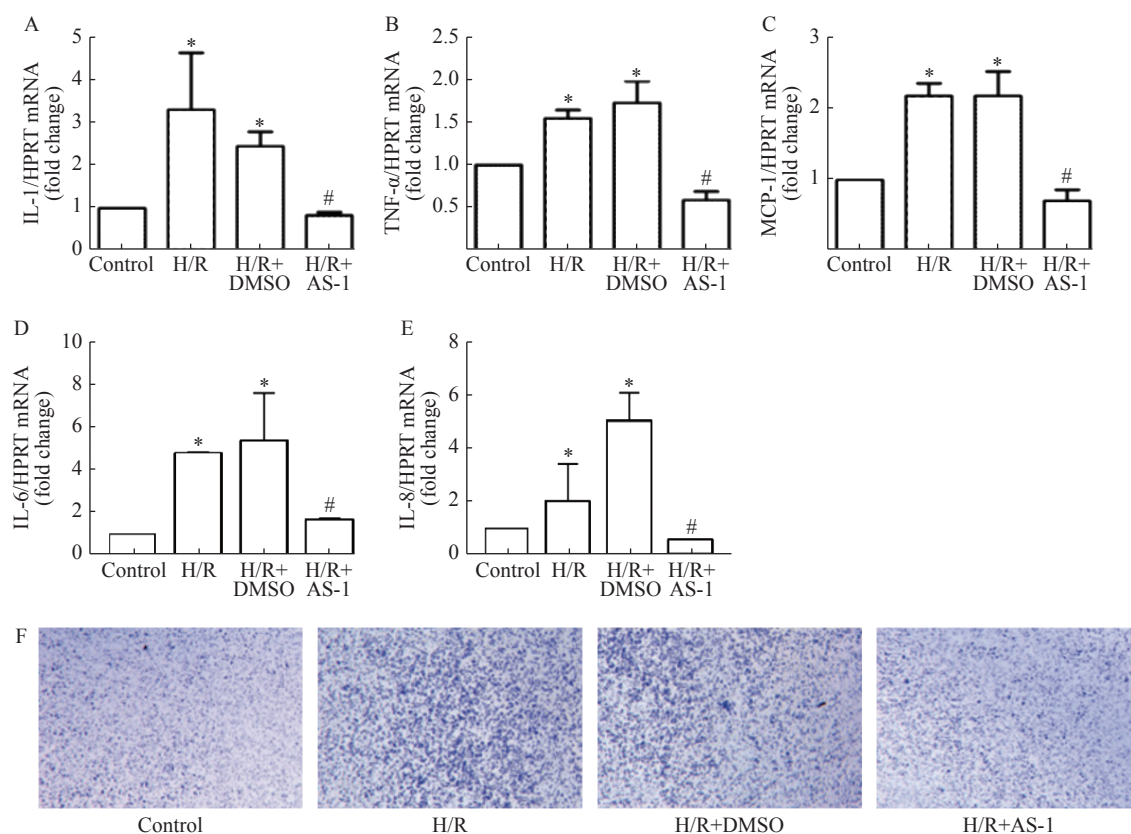 A
IL-1/HPRT mRNA
(fold change)
5
4
3
2
1
0
*
*
#
Control
H/R
H/R+
DMSO
H/R+
AS-1
B
TNF-α/HPRT mRNA
(fold change)
2.5
2.0
1.5
1.0
0.5
*
*
#
Control
H/R
H/R+
DMSO
H/R+
AS-1
C
MCP-1/HPRT mRNA
(fold change)
3
2
1
*
*
#
Control
H/R
H/R+
DMSO
H/R+
AS-1
D
IL-6/HPRT mRNA
(fold change)
10
8
6
4
2
0
*
*
#
Control
H/R
H/R+
DMSO
H/R+
AS-1
E
IL-8/HPRT mRNA
(fold change)
8
6
4
2
0
*
*
#
Control
H/R
H/R+
DMSO
H/R+
AS-1
F
Control
H/R
H/R+DMSO
H/R+AS-1